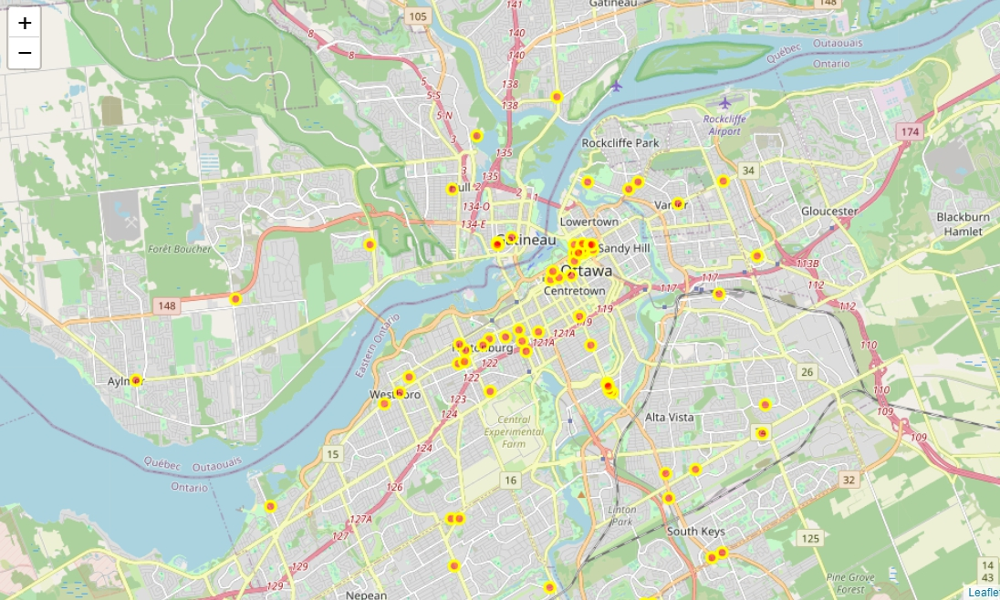 +
−
105
141
Gatineau
148
8
140
Québec
Outaouais
8
140
Ontario
5
138
5-5
138
5-N
Rockcliffe
Airport
174
3
Rockcliffe Park
135
3
135
34
2
2
1
134-O
Gloucester
Lowertown
134-E
Blackburn
Hamlet
Gatineau
Sandy Hill
Forêt Boucher
113B
Ottawa
117
112
117
Centretown
148
112
119
119
Eastern Ontario
121A
121A
110
122
26
Aylmer
122
110
Westboro
123
109
124
Alta Vista
Central
Experimental
Farm
109
124
15
Québec
Outaouais
16
32
Ontario
126
Linton
Park
127A
South Keys
125
129
14
43
129
Pine Grove
Forest
Nepean
Leaflet